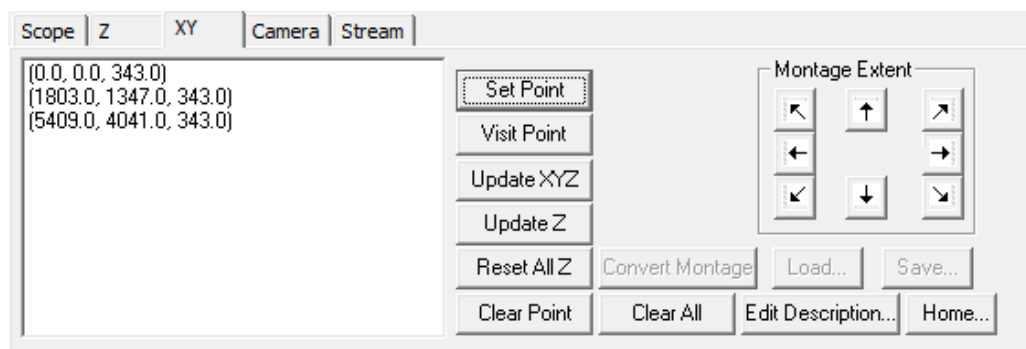 Scope Z XY Camera Stream
(0.0, 0.0, 343.0)
(1803.0, 1347.0, 343.0)
(5409.0, 4041.0, 343.0)
Set Point
Visit Point
Update XYZ
Update Z
Reset All Z
Clear Point
Montage Extent
Convert Montage Load... Save...
Clear All Edit Description... Home...